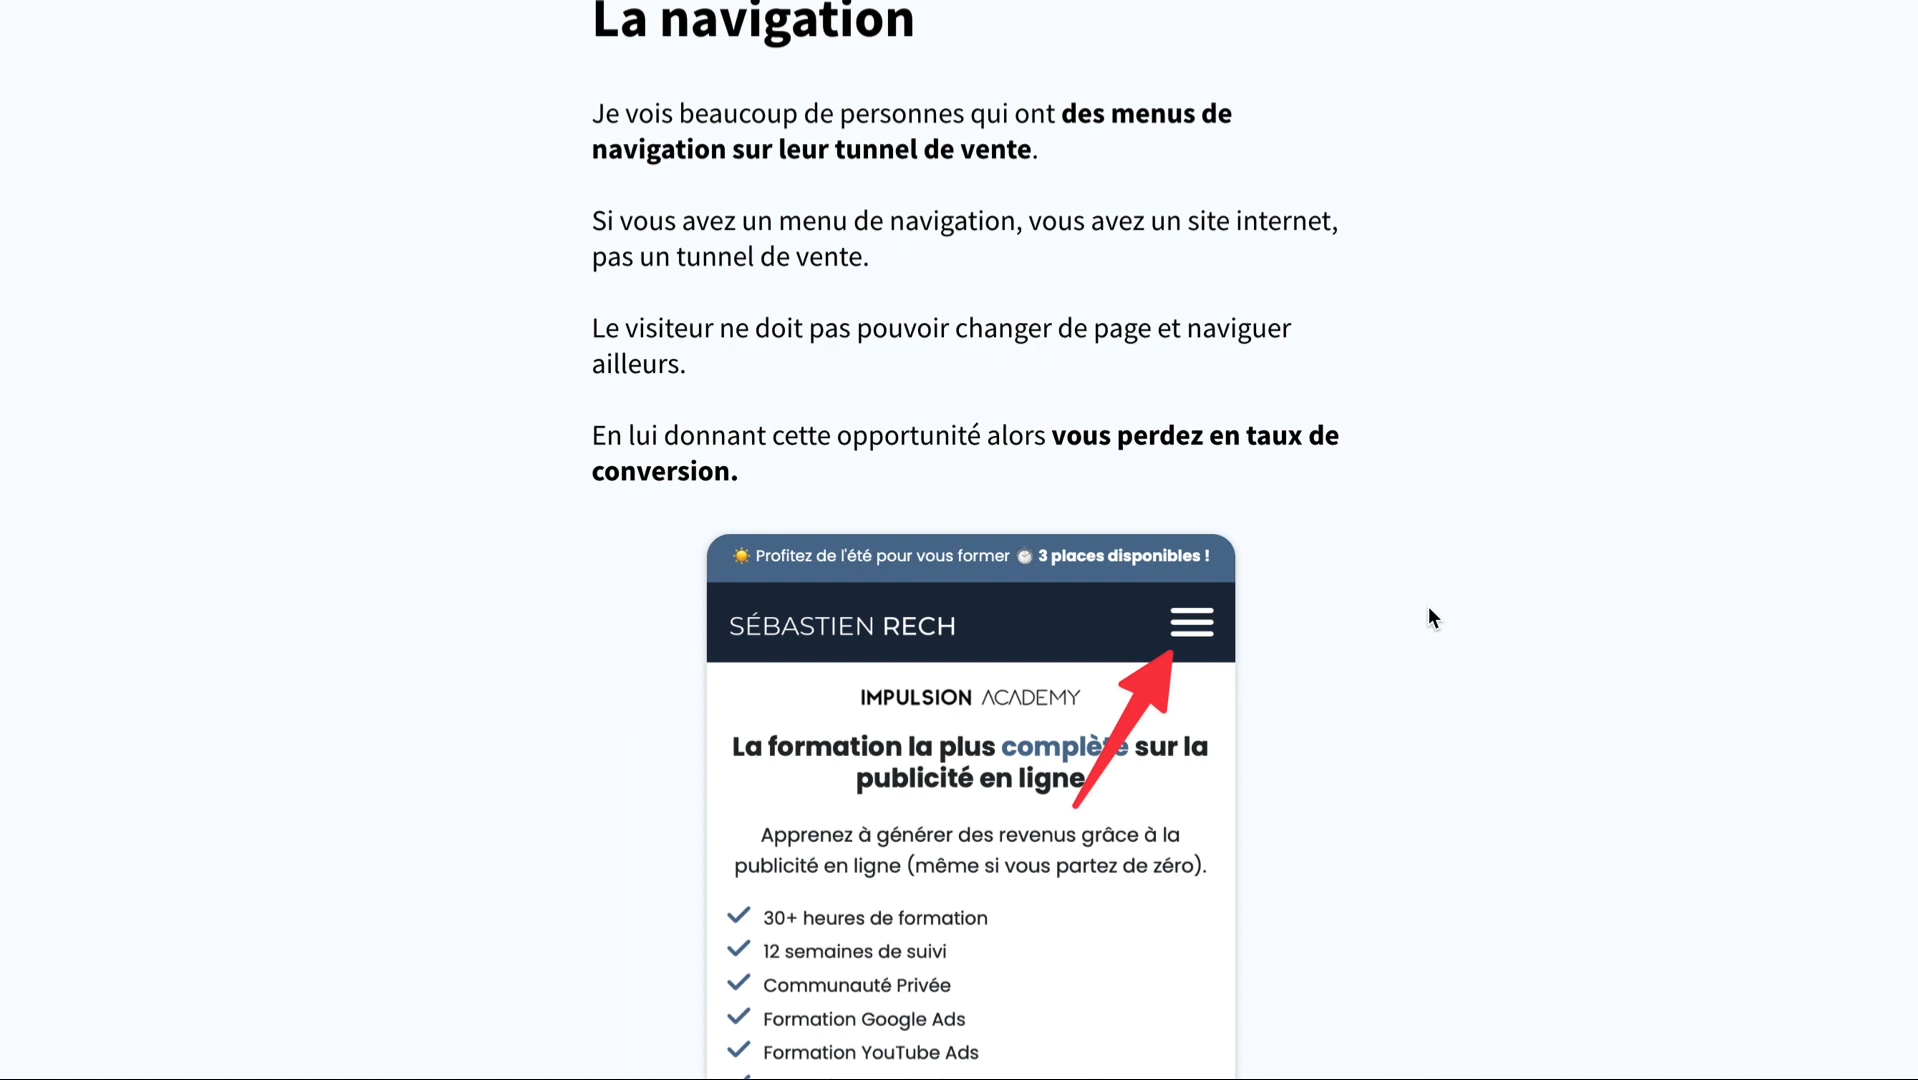 La navigation
Je vois beaucoup de personnes qui ont des menus de
navigation sur leur tunnel de vente.
Si vous avez un menu de navigation, vous avez un site internet,
pas un tunnel de vente.
Le visiteur ne doit pas pouvoir changer de page et naviguer
ailleurs.
En lui donnant cette opportunité alors vous perdez en taux de
conversion.
Profitez de l'été pour vous former 3 places disponibles !
SÉBASTIEN RECH
IMPULSION ACADEMY
La formation la plus complète sur la
publicité en ligne
Apprenez à générer des revenus grâce à la
publicité en ligne (même si vous partez de zéro).
30+ heures de formation
12 semaines de suivi
Communauté Privée
Formation Google Ads
Formation YouTube Ads